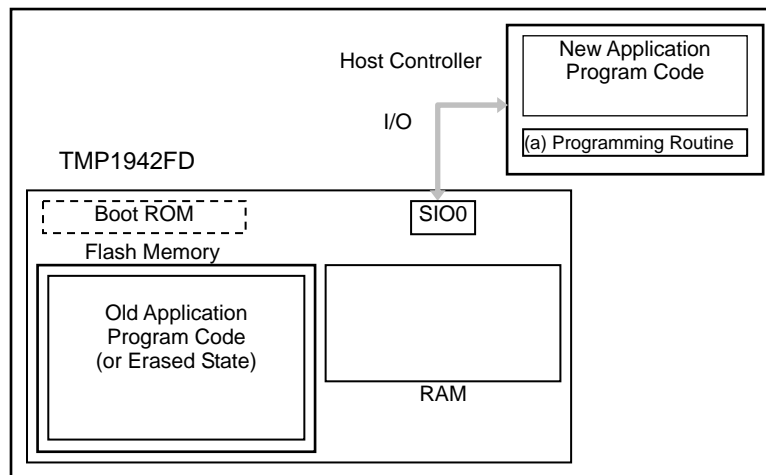 New Application
Program Code
Host Controller
I/O
(a) Programming Routine
TMP1942FD
Boot ROM
SIO0
Flash Memory
Old Application
Program Code
(or Erased State)
RAM